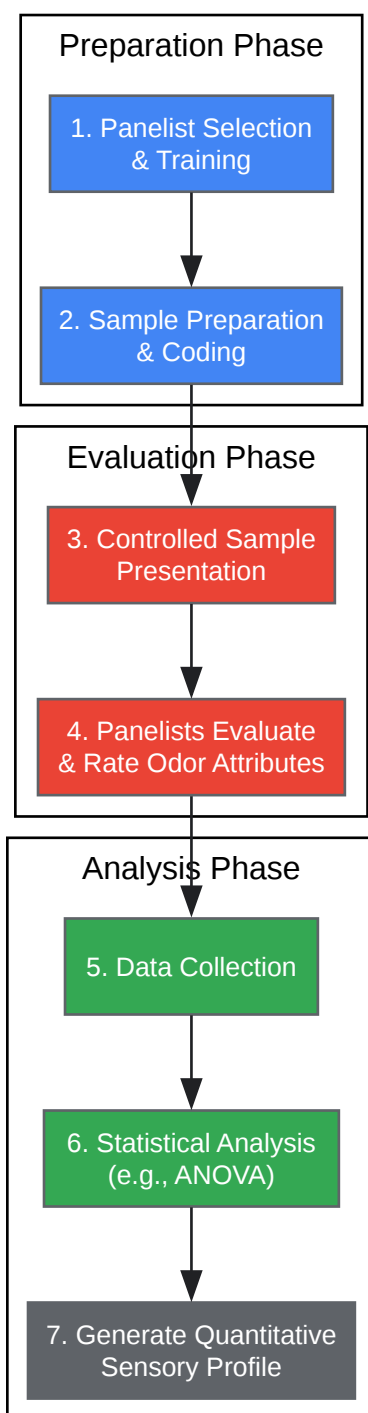 Preparation Phase
1. Panelist Selection
& Training
2. Sample Preparation
& Coding
Evaluation Phase
3. Controlled Sample
Presentation
4. Panelists Evaluate
& Rate Odor Attributes
Analysis Phase
5. Data Collection
6. Statistical Analysis
(e.g., ANOVA)
7. Generate Quantitative
Sensory Profile